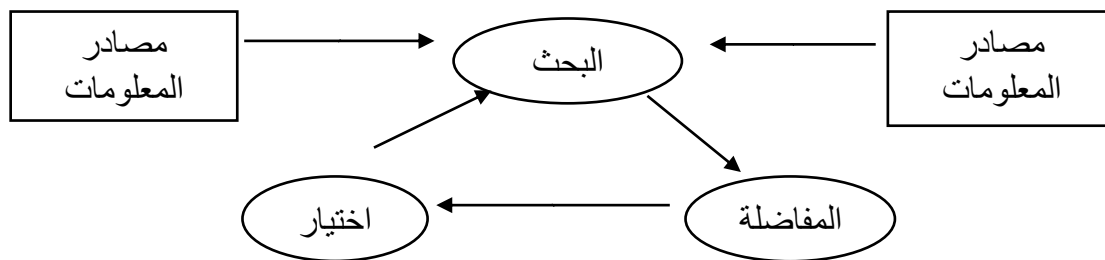 مصادر
المعلومات
البحث
مصادر
المعلومات
المفاضلة
اختيار